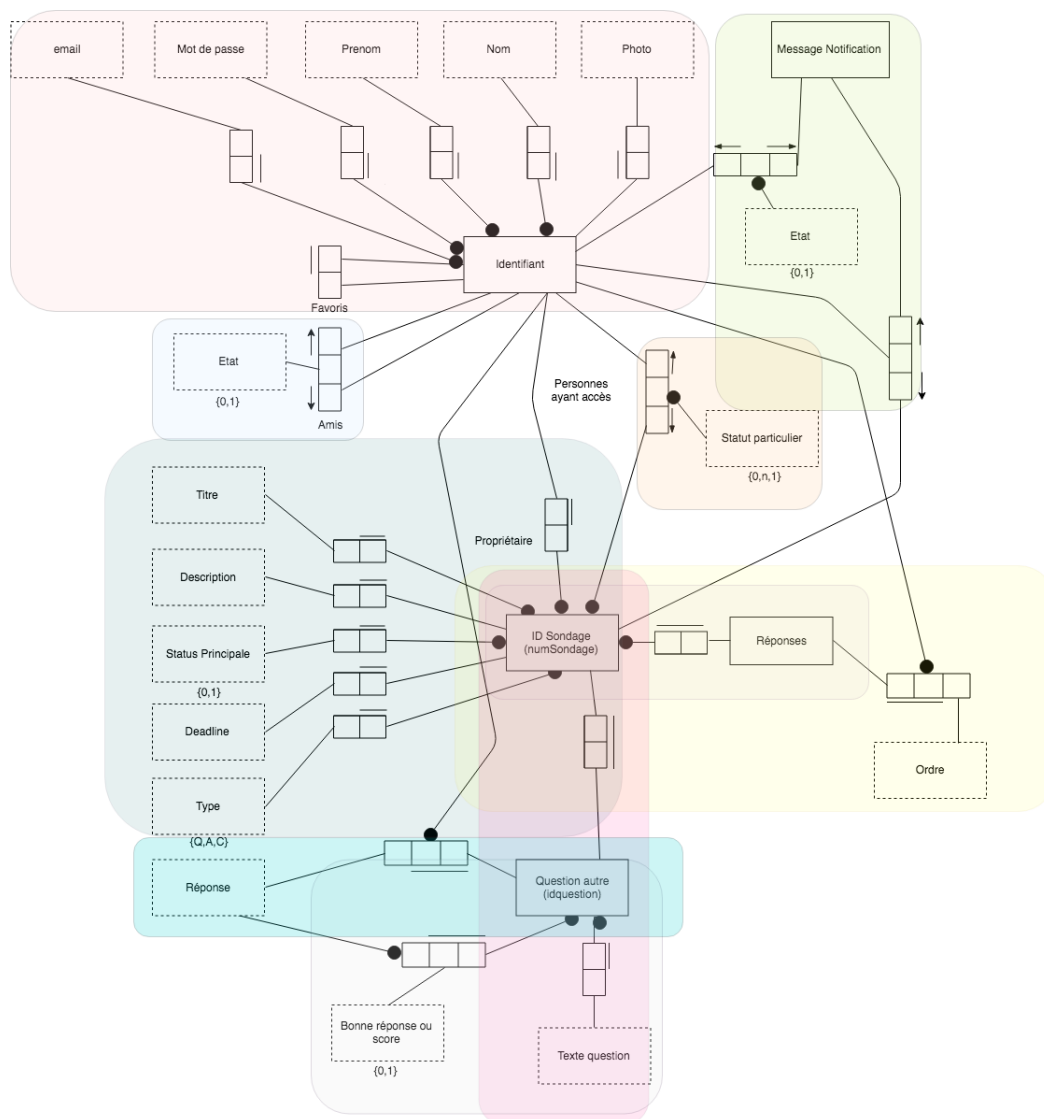 email
Mot de passe
Prenom
Nom
Photo
Message Notification
Etat
{0,1}
Identifiant
Favoris
Etat
{0,1}
Amis
Personnes
ayant accès
Statut particulier
{0,n,1}
Titre
Propriétaire
Description
Status Principale
{0,1}
ID Sondage
(numSondage)
Réponses
Deadline
Ordre
Type
{Q,A,C}
Réponse
Question autre
(idquestion)
Bonne réponse ou
score
{0,1}
Texte question